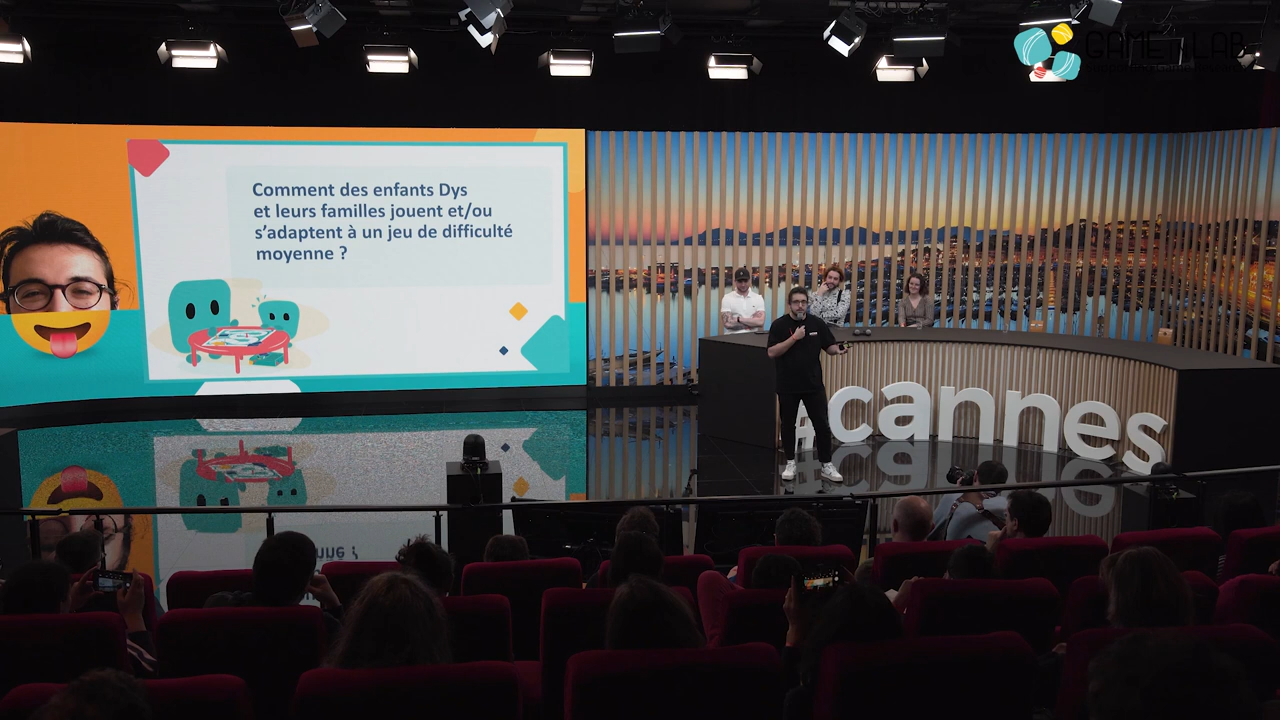 GAME IN LAB
Comment des enfants Dys
et leurs familles jouent et/ou
s'adaptent à un jeu de difficulté
moyenne ?
cannes